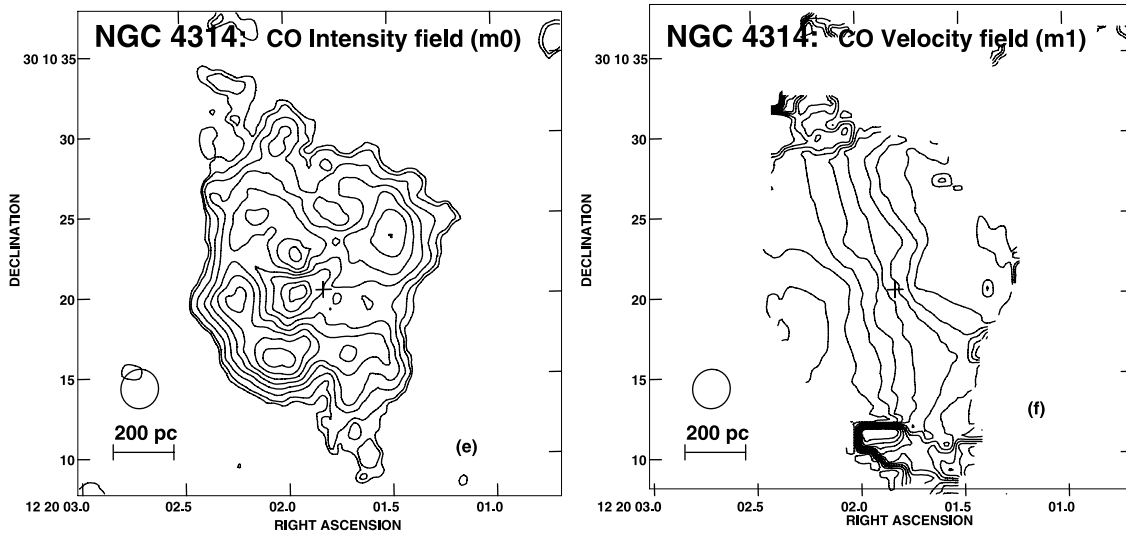 NGC 4314: CO Intensity field (m0)
30 10 35
30
25
20
15
10
DECLINATION
200 pc
(e)
12 20 03.0 02.5 02.0 01.5 01.0
RIGHT ASCENSION
NGC 4314: CO Velocity field (m1)
30 10 35
30
25
20
15
10
DECLINATION
200 pc
(f)
12 20 03.0 02.5 02.0 01.5 01.0
RIGHT ASCENSION